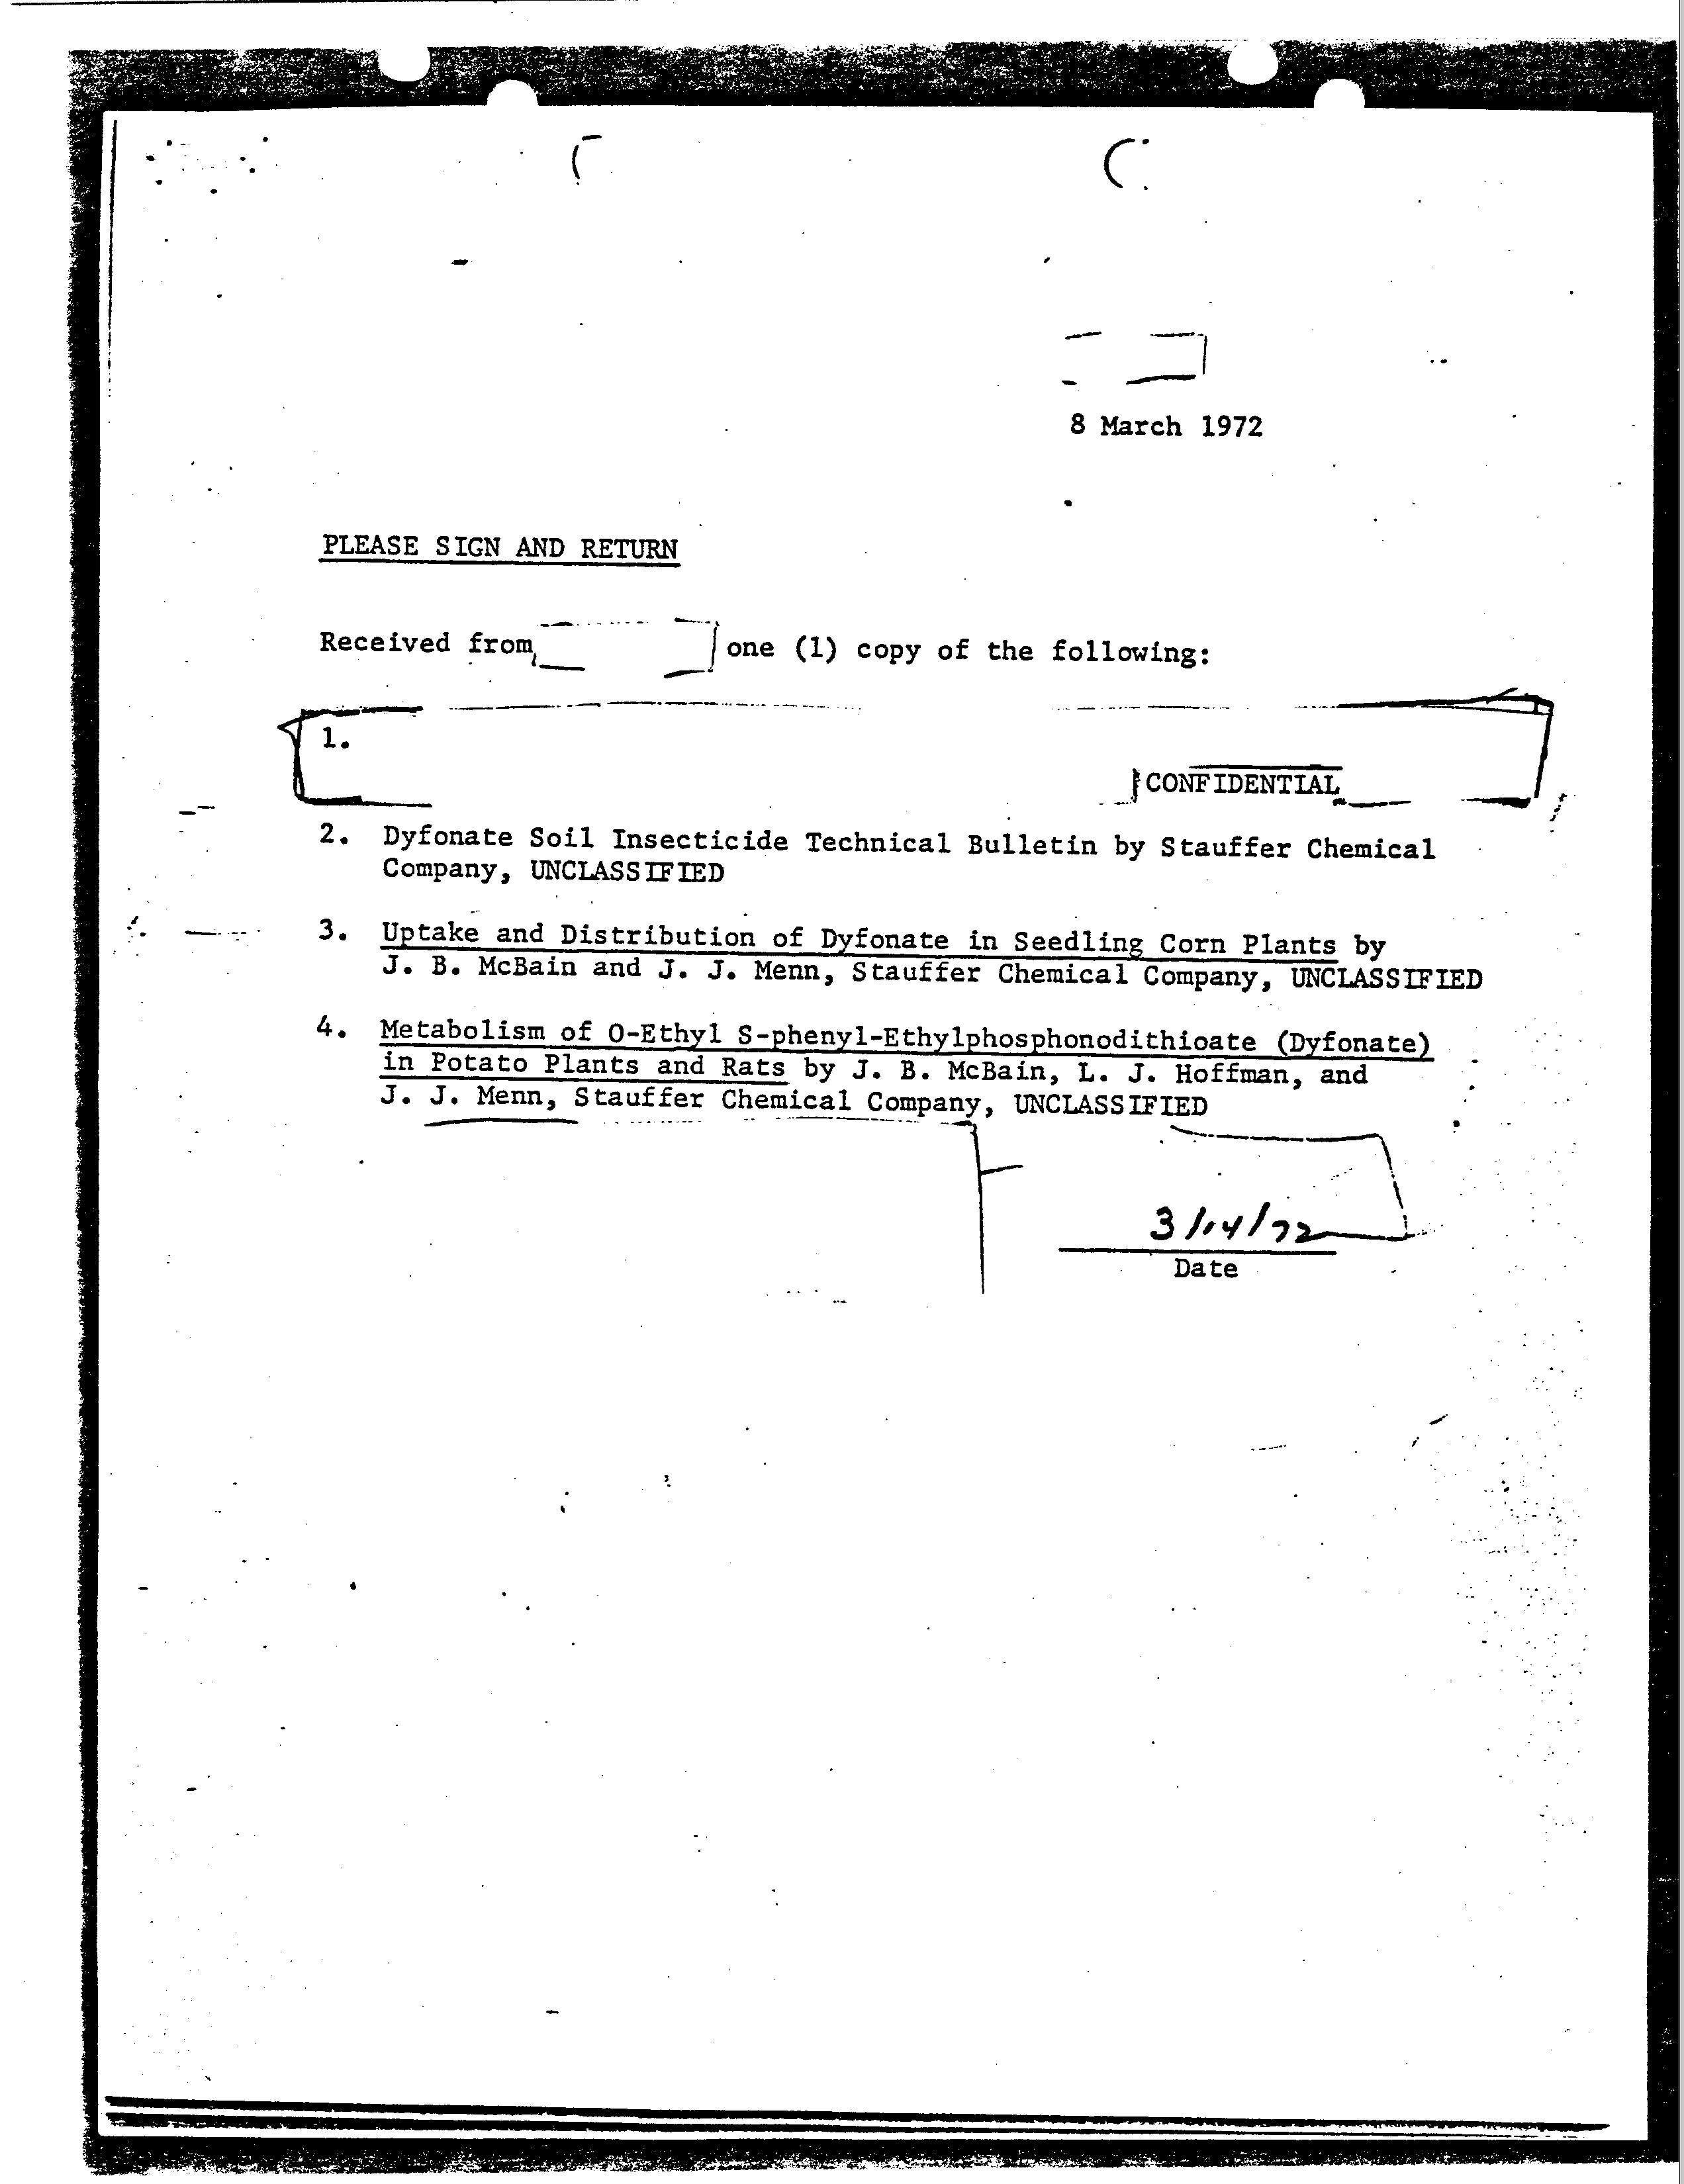 8 March 1972
PLEASE SIGN AND RETURN
Received from one (1) copy of the following:
1.
CONFIDENTIAL
2. Dyfonate Soil Insecticide Technical Bulletin by Stauffer Chemical
Company, UNCLASSIFIED
3. Uptake and Distribution of Dyfonate in Seedling Corn Plants by
J. B. McBain and J. J. Menn, Stauffer Chemical Company, UNCLASSIFIED
4. Metabolism of O-Ethyl S-phenyl-Ethylphosphonodithioate (Dyfonate)
in Potato Plants and Rats by J. B. McBain, L. J. Hoffman, and
J. J. Menn, Stauffer Chemical Company, UNCLASSIFIED
3/14/72
Date